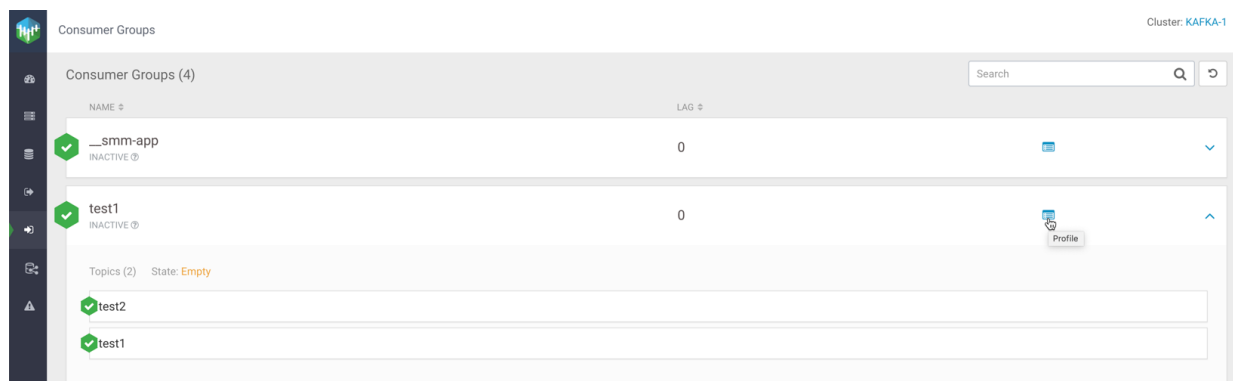 Consumer Groups
Cluster: KAFKA-1
Consumer Groups (4)
Search
NAME
LAG
__smm-app
INACTIVE
0
test1
INACTIVE
0
Profile
Topics (2) State: Empty
test2
test1